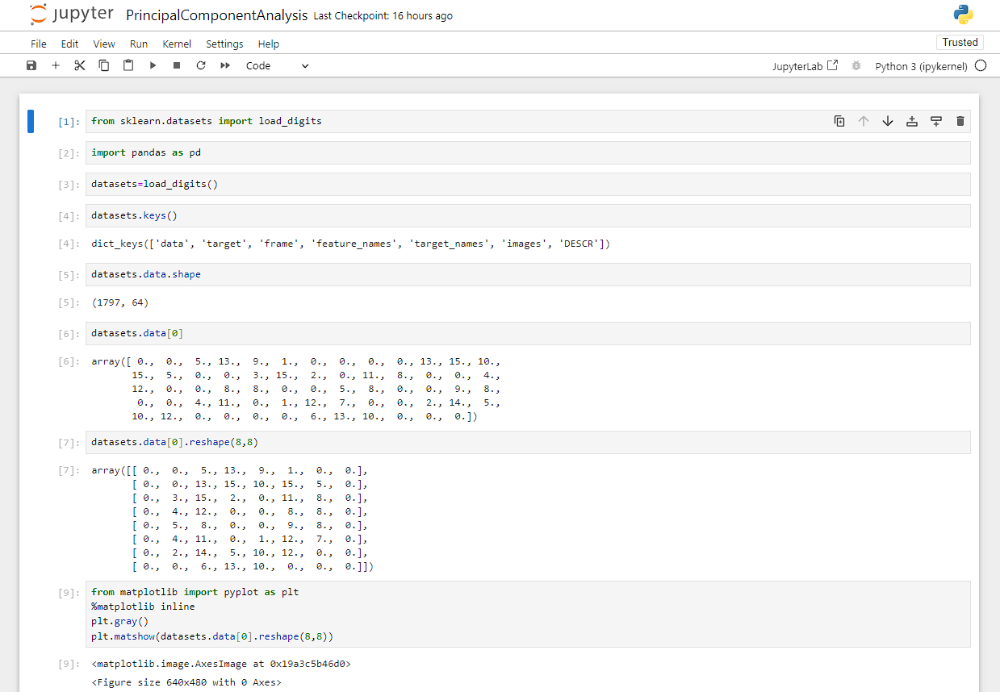 jupyter PrincipalComponentAnalysis Last Checkpoint: 16 hours ago
File Edit View Run Kernel Settings Help Trusted
Code JupyterLab Python 3 (ipykernel)
[1]: from sklearn.datasets import load_digits
[2]: import pandas as pd
[3]: datasets=load_digits()
[4]: datasets.keys()
[4]: dict_keys(['data', 'target', 'frame', 'feature_names', 'target_names', 'images', 'DESCR'])
[5]: datasets.data.shape
[5]: (1797, 64)
[6]: datasets.data[0]
[6]: array([ 0., 0., 5., 13., 9., 1., 0., 0., 0., 0., 13., 15., 10.,
15., 5., 0., 0., 3., 15., 2., 0., 11., 8., 0., 0., 4.,
12., 0., 0., 8., 8., 0., 0., 5., 8., 0., 0., 9., 8.,
0., 0., 4., 11., 0., 1., 12., 7., 0., 0., 2., 14., 5.,
10., 12., 0., 0., 0., 0., 6., 13., 10., 0., 0., 0.])
[7]: datasets.data[0].reshape(8,8)
[7]: array([[ 0., 0., 5., 13., 9., 1., 0., 0.],
[ 0., 0., 13., 15., 10., 15., 5., 0.],
[ 0., 3., 15., 2., 0., 11., 8., 0.],
[ 0., 4., 12., 0., 0., 8., 8., 0.],
[ 0., 5., 8., 0., 0., 9., 8., 0.],
[ 0., 4., 11., 0., 1., 12., 7., 0.],
[ 0., 2., 14., 5., 10., 12., 0., 0.],
[ 0., 0., 6., 13., 10., 0., 0., 0.]])
[9]: from matplotlib import pyplot as plt
%matplotlib inline
plt.gray()
plt.matshow(datasets.data[0].reshape(8,8))
[9]: <matplotlib.image.AxesImage at 0x19a3c5b46d0>
<Figure size 640x480 with 0 Axes>